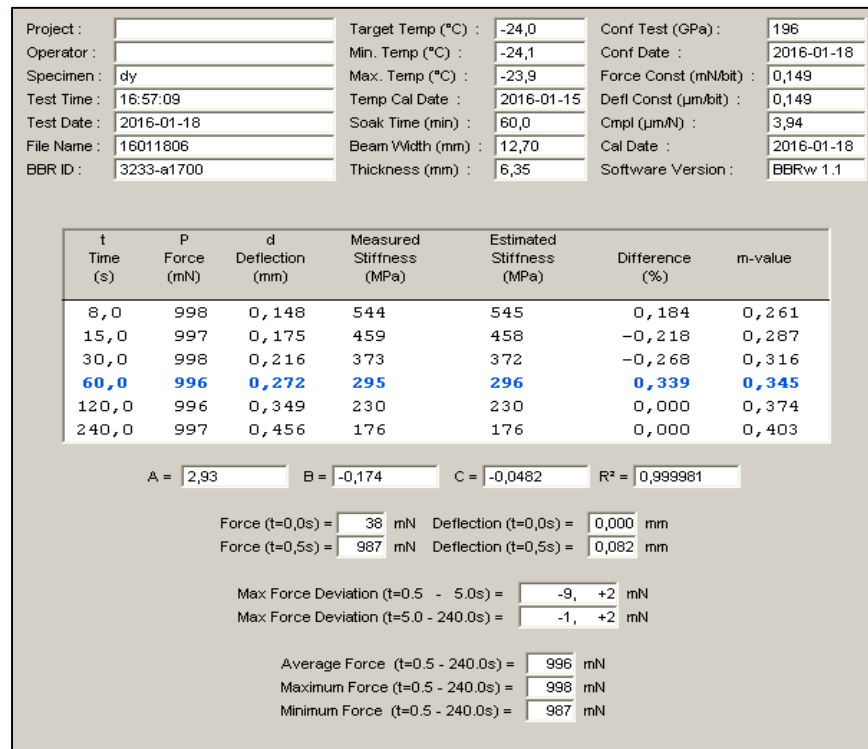 Project : Target Temp (°C) : -24,0 Conf Test (GPa) : 196
Operator : Min. Temp (°C) : -24,1 Conf Date : 2016-01-18
Specimen : dy Max. Temp (°C) : -23,9 Force Const (mN/bit) : 0,149
Test Time : 16:57:09 Temp Cal Date : 2016-01-15 Defl Const (µm/bit) : 0,149
Test Date : 2016-01-18 Soak Time (min) : 60,0 Cmpl (µm/N) : 3,94
File Name : 16011806 Beam Width (mm) : 12,70 Cal Date : 2016-01-18
BBR ID : 3233-a1700 Thickness (mm) : 6,35 Software Version : BBRw 1.1
t P d Measured Estimated
Time Force Deflection Stiffness Stiffness Difference m-value
(s) (mN) (mm) (MPa) (MPa) (%)
8,0 998 0,148 544 545 0,184 0,261
15,0 997 0,175 459 458 -0,218 0,287
30,0 998 0,216 373 372 -0,268 0,316
60,0 996 0,272 295 296 0,339 0,345
120,0 996 0,349 230 230 0,000 0,374
240,0 997 0,456 176 176 0,000 0,403
A = 2,93 B = -0,174 C = -0,0482 R² = 0,999981
Force (t=0,0s) = 38 mN Deflection (t=0,0s) = 0,000 mm
Force (t=0,5s) = 987 mN Deflection (t=0,5s) = 0,082 mm
Max Force Deviation (t=0.5 - 5.0s) = -9, +2 mN
Max Force Deviation (t=5.0 - 240.0s) = -1, +2 mN
Average Force (t=0.5 - 240.0s) = 996 mN
Maximum Force (t=0.5 - 240.0s) = 998 mN
Minimum Force (t=0.5 - 240.0s) = 987 mN